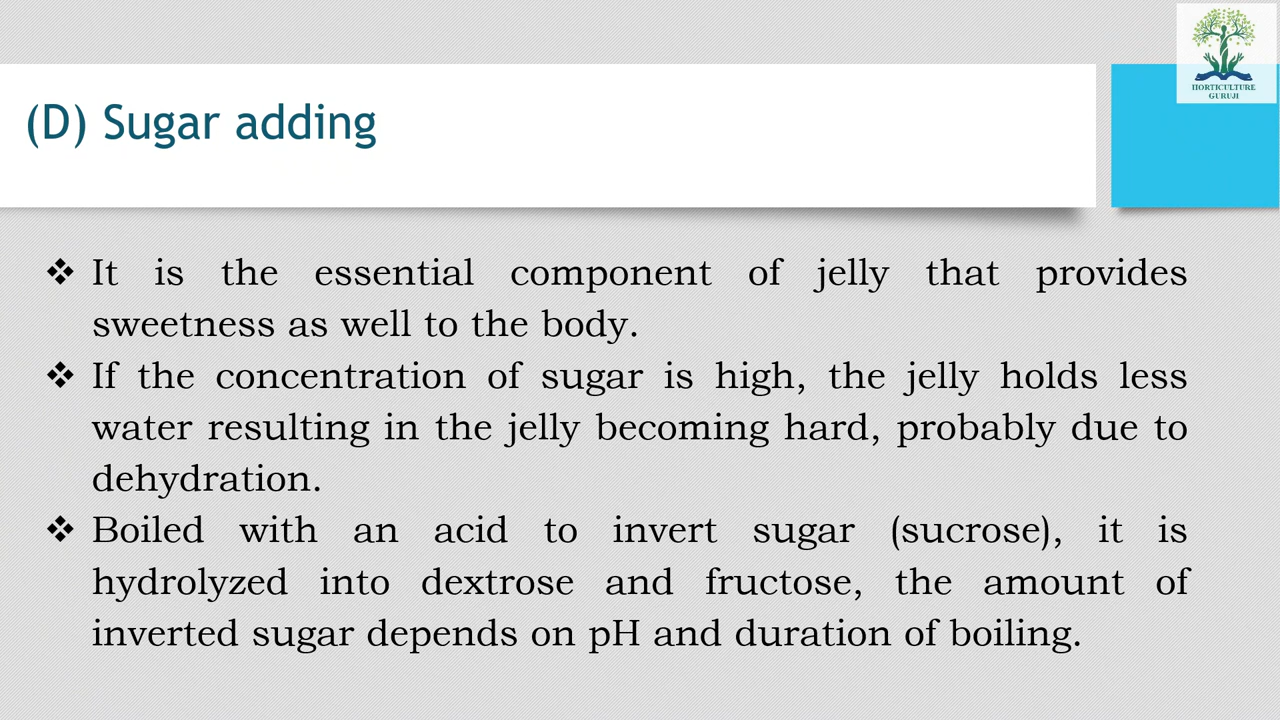 HORTICULTURE
GURUJI
(D) Sugar adding
❖ It is the essential component of jelly that provides
sweetness as well to the body.
❖ If the concentration of sugar is high, the jelly holds less
water resulting in the jelly becoming hard, probably due to
dehydration.
❖ Boiled with an acid to invert sugar (sucrose), it is
hydrolyzed into dextrose and fructose, the amount of
inverted sugar depends on pH and duration of boiling.